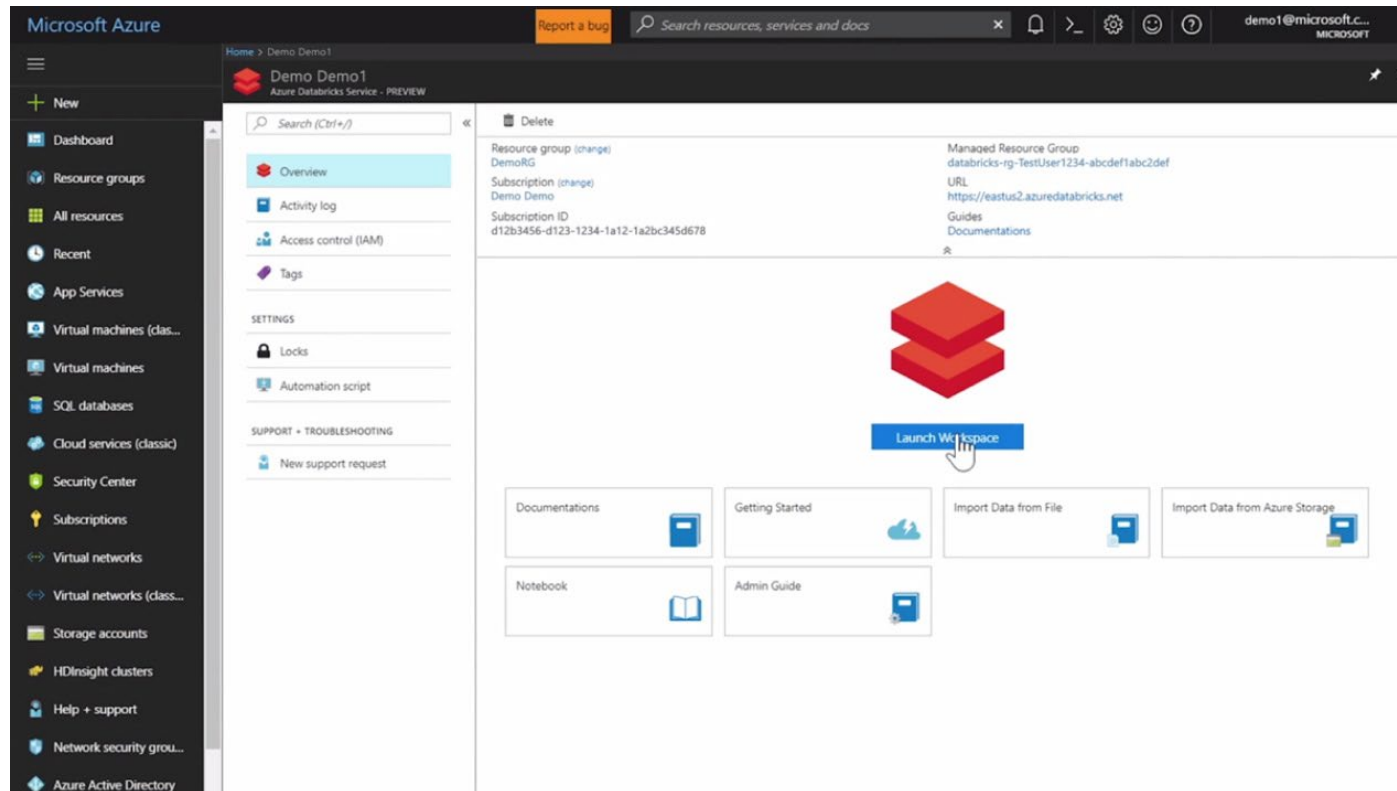 Microsoft Azure
Report a bug
Search resources, services and docs
demo1@microsoft.c...
MICROSOFT
Home > Demo Demo1
Demo Demo1
Azure Databricks Service - PREVIEW
New
Dashboard
Resource groups
All resources
Recent
App Services
Virtual machines (clas...
Virtual machines
SQL databases
Cloud services (classic)
Security Center
Subscriptions
Virtual networks
Virtual networks (class...
Storage accounts
HDInsight clusters
Help + support
Network security grou...
Azure Active Directory
Search (Ctrl+/)
Overview
Activity log
Access control (IAM)
Tags
SETTINGS
Locks
Automation script
SUPPORT + TROUBLESHOOTING
New support request
Delete
Resource group (change)
DemoRG
Subscription (change)
Demo Demo
Subscription ID
d12b3456-d123-1234-1a12-1a2bc345d678
Managed Resource Group
databricks-rg-TestUser1234-abcdef1abc2def
URL
https://eastus2.azuredatabricks.net
Guides
Documentations
Launch Workspace
Documentations
Getting Started
Import Data from File
Import Data from Azure Storage
Notebook
Admin Guide